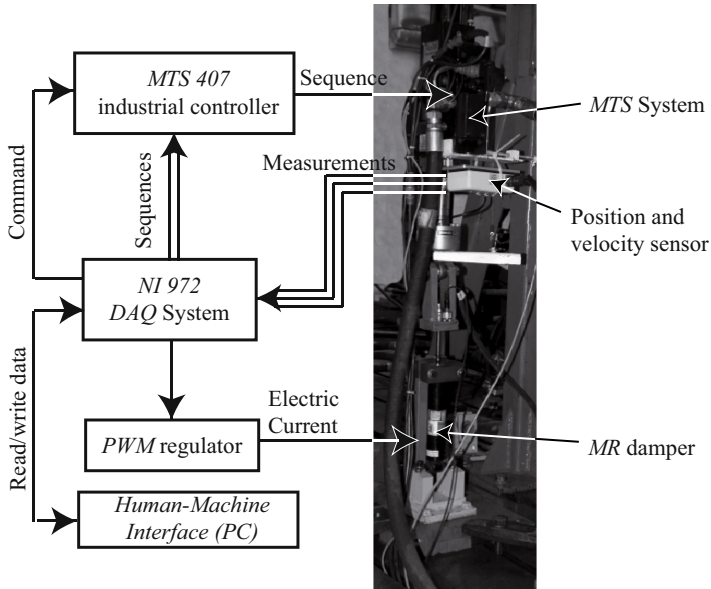 MTS 407
industrial controller
Sequence
MTS System
Command
Sequences
Measurements
Position and
velocity sensor
NI 972
DAQ System
Read/write data
Electric
Current
PWM regulator
MR damper
Human-Machine
Interface (PC)